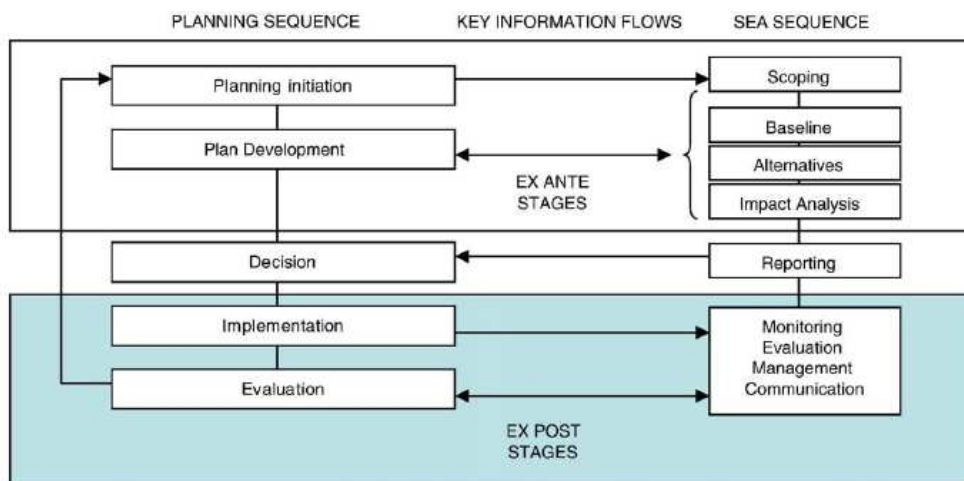 PLANNING SEQUENCE KEY INFORMATION FLOWS SEA SEQUENCE
Planning initiation
Scoping
Plan Development
Baseline
Alternatives
EX ANTE
STAGES
Impact Analysis
Decision
Reporting
Implementation
Monitoring
Evaluation
Management
Communication
Evaluation
EX POST
STAGES